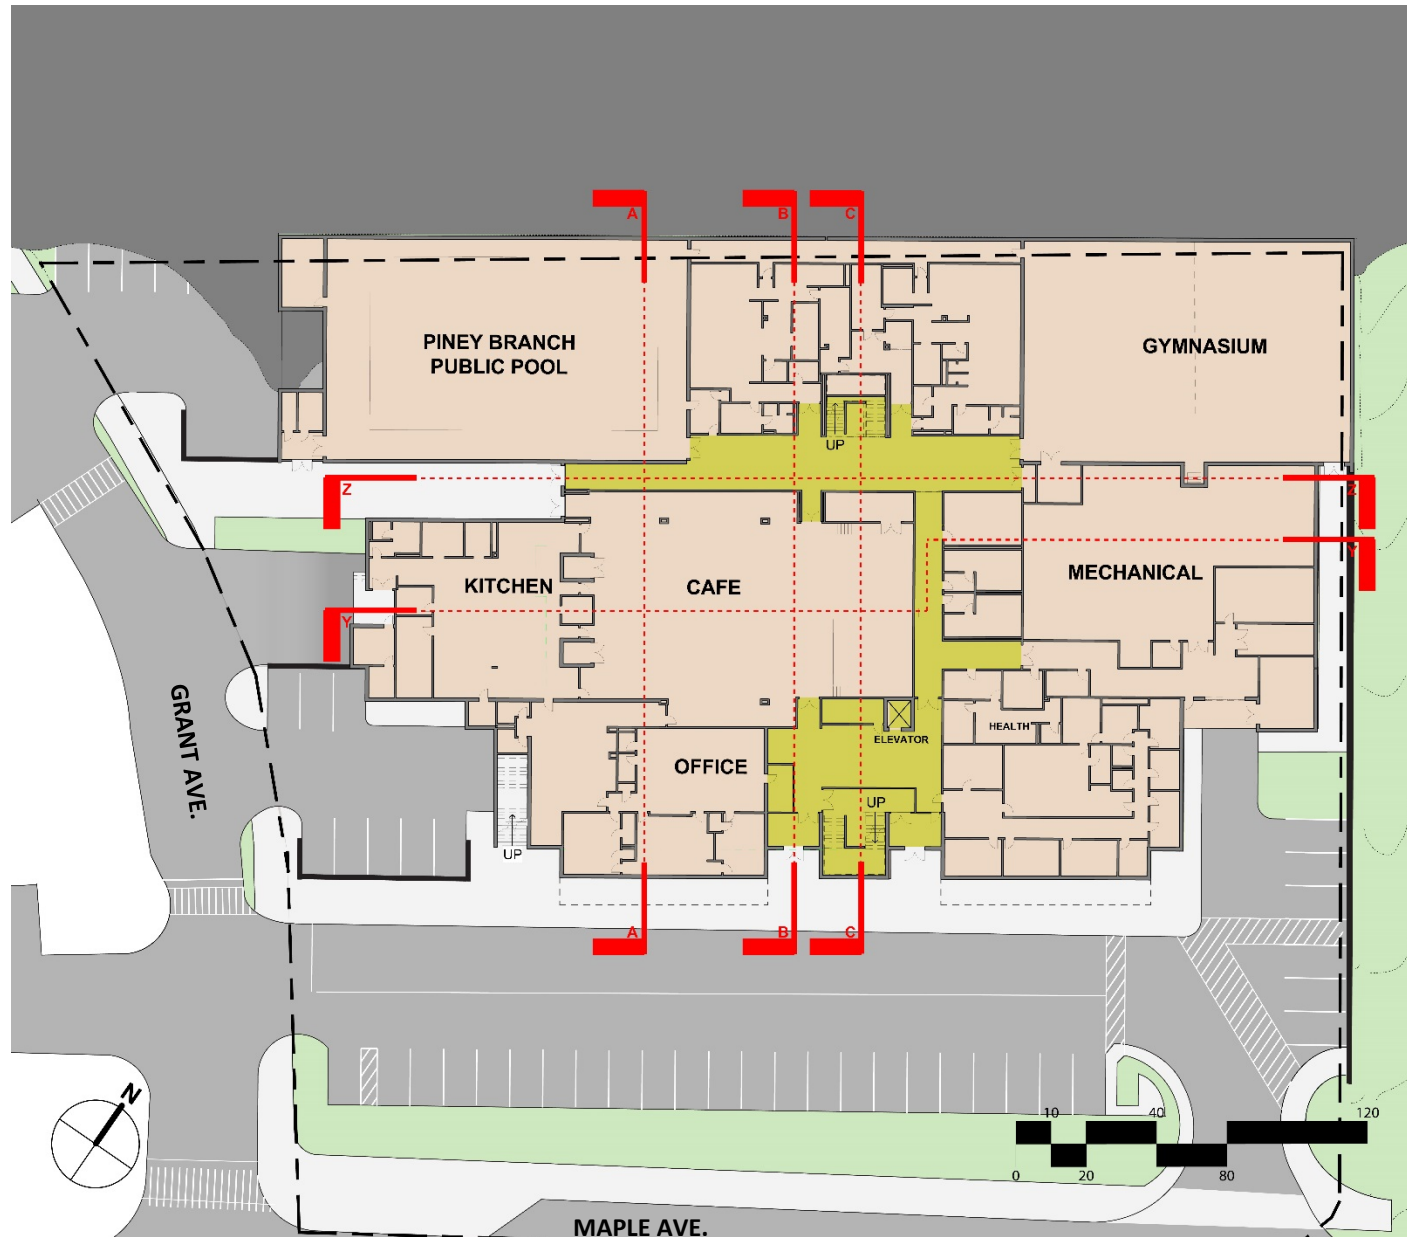 A
B
C
PINEY BRANCH
PUBLIC POOL
GYMNASIUM
UP
Z
Z
Y
KITCHEN
CAFE
MECHANICAL
Y
GRANT AVE.
HEALTH
ELEVATOR
OFFICE
UP
UP
A
B
C
N
10
40
120
0
20
80
MAPLE AVE.